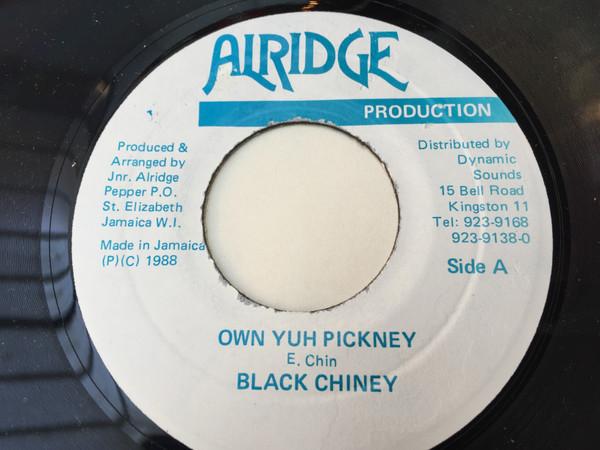 ALRIDGE
PRODUCTION
Produced &
Arranged by
Jnr. Alridge
Pepper P.O.
St. Elizabeth
Jamaica W.I.
Made in Jamaica
(P)(C) 1988
Distributed by
Dynamic
Sounds
15 Bell Road
Kingston 11
Tel: 923-9168
923-9138-0
Side A
OWN YUH PICKNEY
E. Chin
BLACK CHINEY